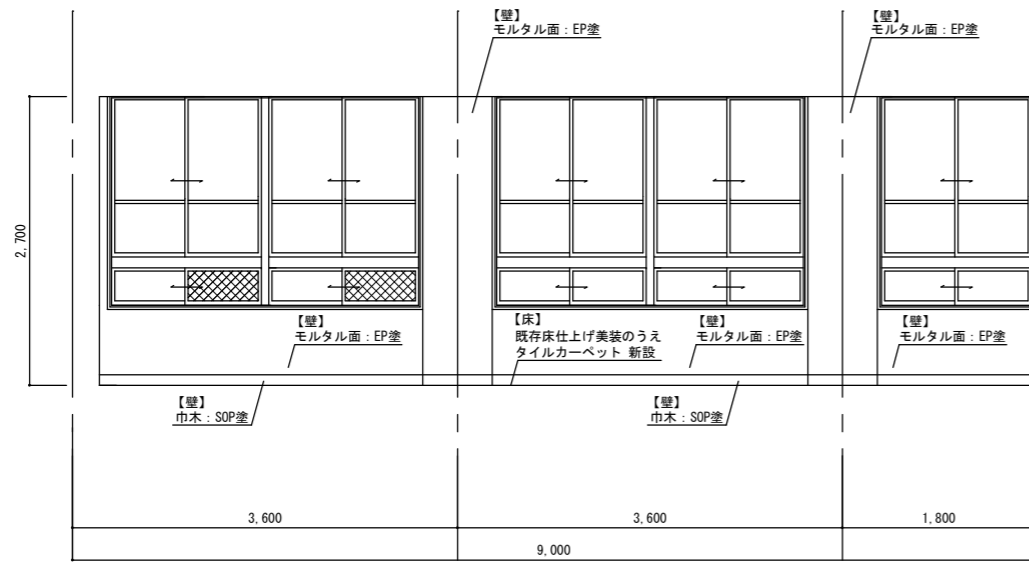 【壁】
モルタル面：EP塗
【壁】
モルタル面：EP塗
2,700
【壁】
モルタル面：EP塗
【床】
既存床仕上げ美装のうえ
タイルカーペット 新設
【壁】
モルタル面：EP塗
【壁】
モルタル面：EP塗
【壁】
巾木：SOP塗
【壁】
巾木：SOP塗
3,600
3,600
1,800
9,000